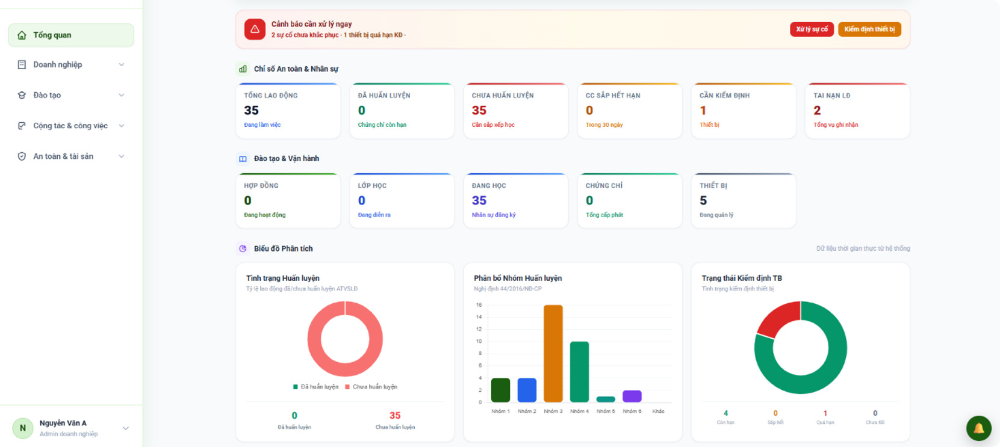 Tổng quan
Doanh nghiệp
Đào tạo
Cộng tác & công việc
An toàn & tài sản
Nguyễn Văn A
Admin doanh nghiệp
N
Cảnh báo cần xử lý ngay
2 sự cố chưa khắc phục · 1 thiết bị quá hạn KĐ ·
Xử lý sự cố
Kiểm định thiết bị
Chỉ số An toàn & Nhân sự
TỔNG LAO ĐỘNG
35
Đang làm việc
ĐÃ HUẤN LUYỆN
0
Chứng chỉ còn hạn
CHƯA HUẤN LUYỆN
35
Cần sắp xếp học
CC SẮP HẾT HẠN
0
Trong 30 ngày
CẦN KIỂM ĐỊNH
1
Thiết bị
TAI NẠN LĐ
2
Tổng vụ ghi nhận
Đào tạo & Vận hành
HỢP ĐỒNG
0
Đang hoạt động
LỚP HỌC
0
Đang diễn ra
ĐANG HỌC
35
Nhân sự đăng ký
CHỨNG CHỈ
0
Tổng cấp phát
THIẾT BỊ
5
Đang quản lý
Biểu đồ Phân tích
Dữ liệu thời gian thực từ hệ thống
Tình trạng Huấn luyện
Tỷ lệ lao động đã/chưa huấn luyện ATVSLĐ
Đã huấn luyện
Chưa huấn luyện
0
Đã huấn luyện
35
Chưa huấn luyện
Phân bổ Nhóm Huấn luyện
Nghị định 44/2016/NĐ-CP
16
14
12
10
8
6
4
2
0
Nhóm 1
Nhóm 2
Nhóm 3
Nhóm 4
Nhóm 5
Nhóm 6
Khác
Trạng thái Kiểm định TB
Tình trạng kiểm định thiết bị
4
Còn hạn
0
Sắp hết
1
Quá hạn
0
Chưa KĐ